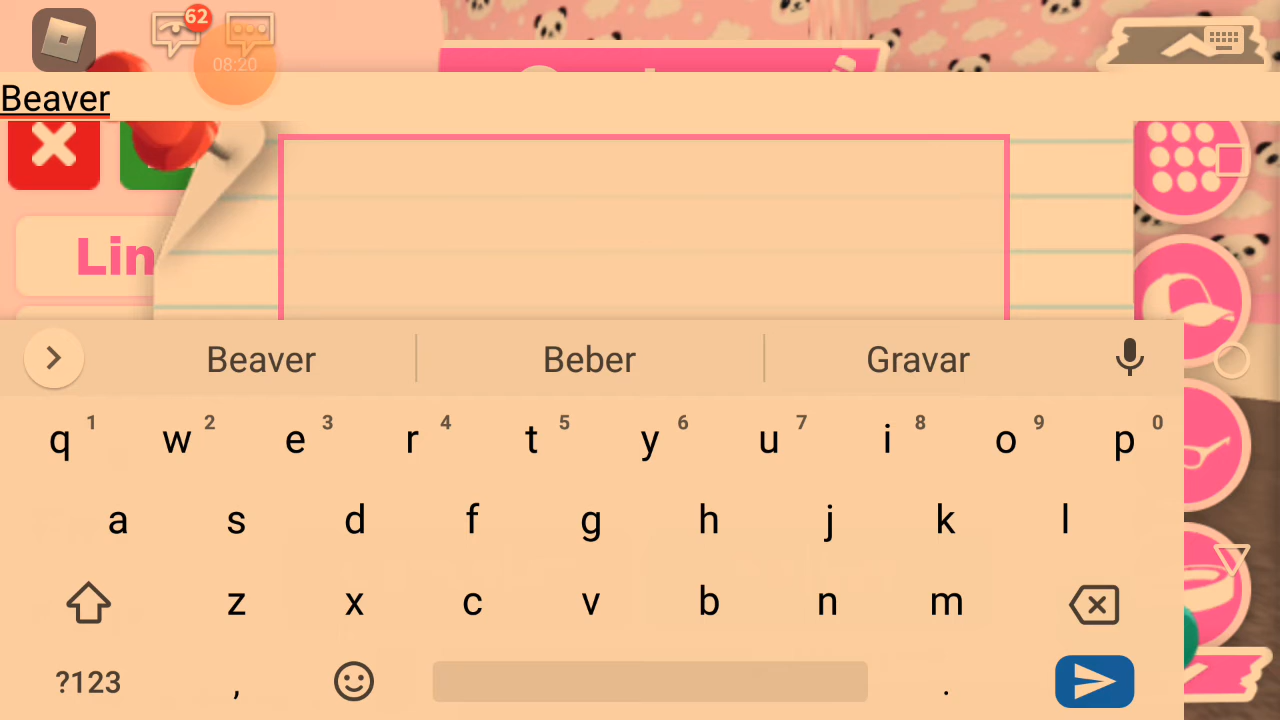 62
08:20
Beaver
Lin
Beaver Beber Gravar
q 1 w 2 e 3 r 4 t 5 y 6 u 7 i 8 o 9 p 0
a s d f g h j k l
z x c v b n m
?123 , .